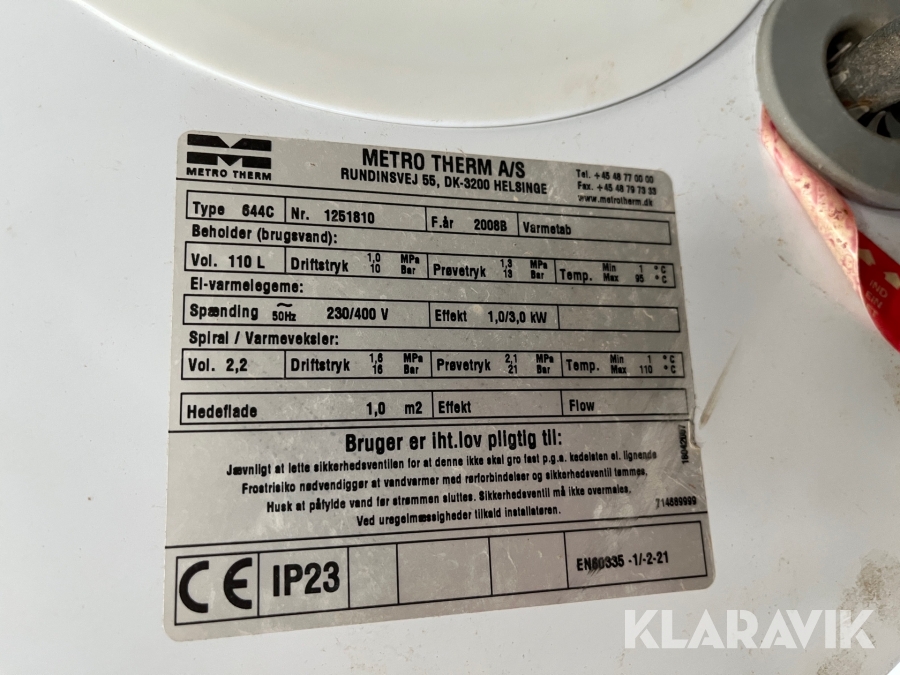 METRO THERM
METRO THERM A/S
RUNDINSVEJ 55, DK-3200 HELSINGE
Tel. +45 48 77 00 00
Fax. +45 48 79 73 33
www.metrotherm.dk
Type 644C Nr. 1251810 F.år 2008B Varmetab
Beholder (brugsvand):
Vol. 110 L Driftstryk 1,0 MPa 10 Bar Prøvetryk 1,3 MPa 13 Bar Temp. Min 1 °C Max 95 °C
El-varmelegeme:
Spænding ~ 50Hz 230/400 V Effekt 1,0/3,0 kW
Spiral / Varmeveksler:
Vol. 2,2 Driftstryk 1,6 MPa 16 Bar Prøvetryk 2,1 MPa 21 Bar Temp. Min 1 °C Max 110 °C
Hedeflade 1,0 m2 Effekt Flow
Bruger er iht.lov pligtig til:
Jævnligt at lette sikkerhedsventilen for at denne ikke skal gro fast p.g.a. kedelsten el. lignende
Frostrisiko nødvendigger at vandvarmer med rørforbindelser og sikkerhedsventil tømmes,
Husk at påfylde vand før strømmen sluttes. Sikkerhedsventil må ikke overmales,
Ved uregelmæssigheder tilkald installatøren.
714689999
CE IP23 EN60335 -1/-2-21
KLARAVIK